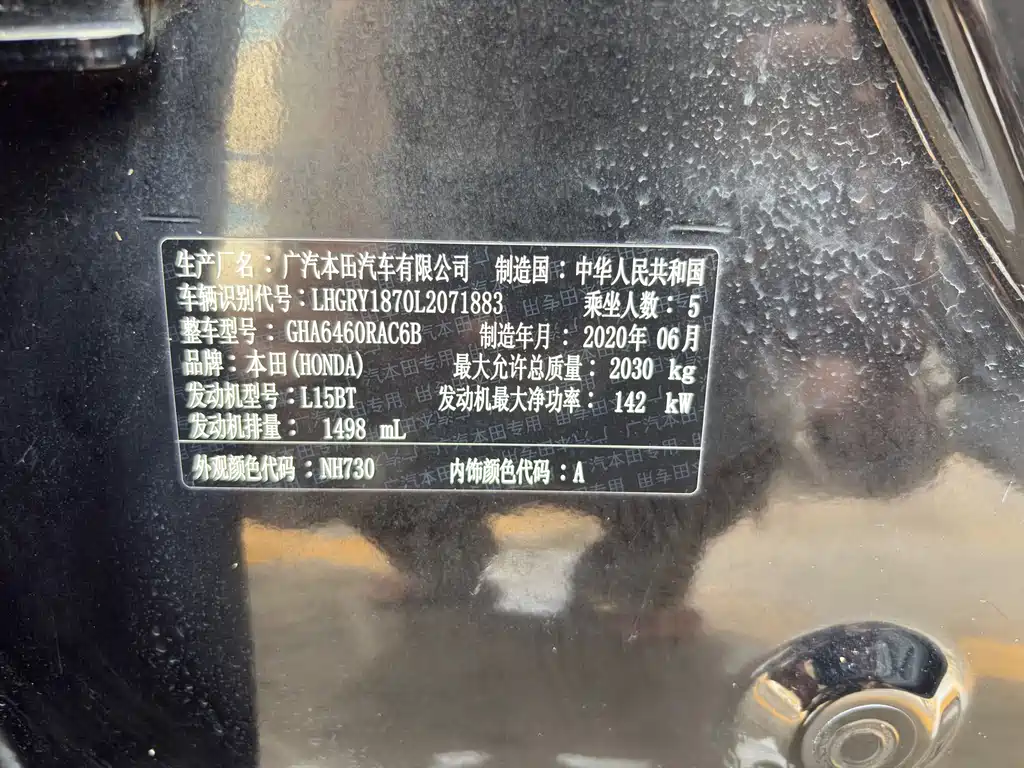 生产厂名：广汽本田汽车有限公司 制造国：中华人民共和国
车辆识别代号：LHGRY1870L2071883 乘坐人数：5
整车型号：GHA6460RAC6B 制造年月：2020年 06月
品牌：本田(HONDA) 最大允许总质量：2030 kg
发动机型号：L15BT 发动机最大净功率：142 kW
发动机排量：1498 mL
外观颜色代码：NH730 内饰颜色代码：A